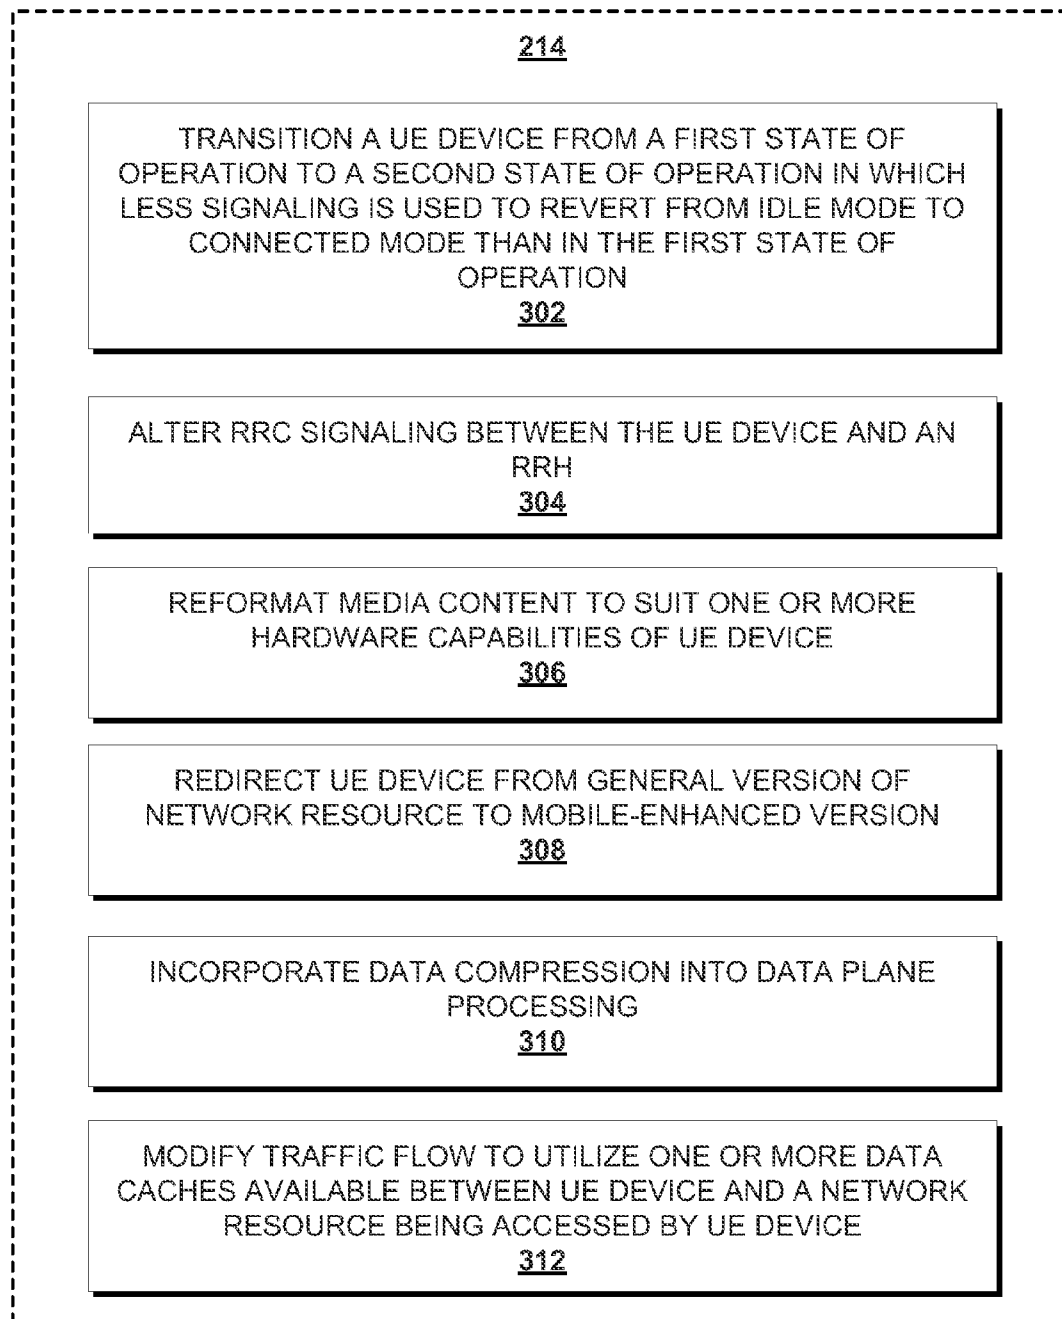 214
TRANSITION A UE DEVICE FROM A FIRST STATE OF
OPERATION TO A SECOND STATE OF OPERATION IN WHICH
LESS SIGNALING IS USED TO REVERT FROM IDLE MODE TO
CONNECTED MODE THAN IN THE FIRST STATE OF
OPERATION
302
ALTER RRC SIGNALING BETWEEN THE UE DEVICE AND AN
RRH
304
REFORMAT MEDIA CONTENT TO SUIT ONE OR MORE
HARDWARE CAPABILITIES OF UE DEVICE
306
REDIRECT UE DEVICE FROM GENERAL VERSION OF
NETWORK RESOURCE TO MOBILE-ENHANCED VERSION
308
INCORPORATE DATA COMPRESSION INTO DATA PLANE
PROCESSING
310
MODIFY TRAFFIC FLOW TO UTILIZE ONE OR MORE DATA
CACHES AVAILABLE BETWEEN UE DEVICE AND A NETWORK
RESOURCE BEING ACCESSED BY UE DEVICE
312